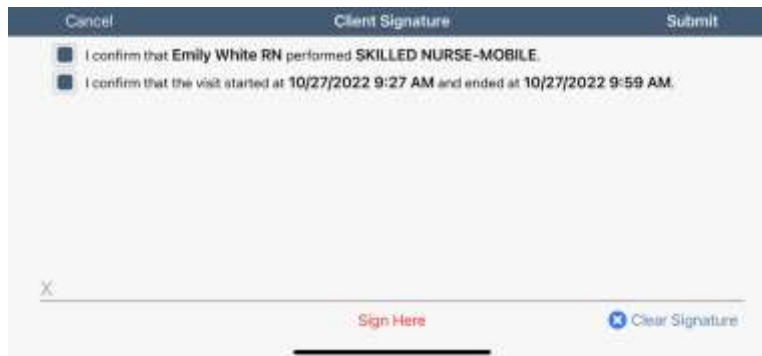 Cancel Client Signature Submit
I confirm that Emily White RN performed SKILLED NURSE-MOBILE.
I confirm that the visit started at 10/27/2022 9:27 AM and ended at 10/27/2022 9:59 AM.
X
Sign Here Clear Signature